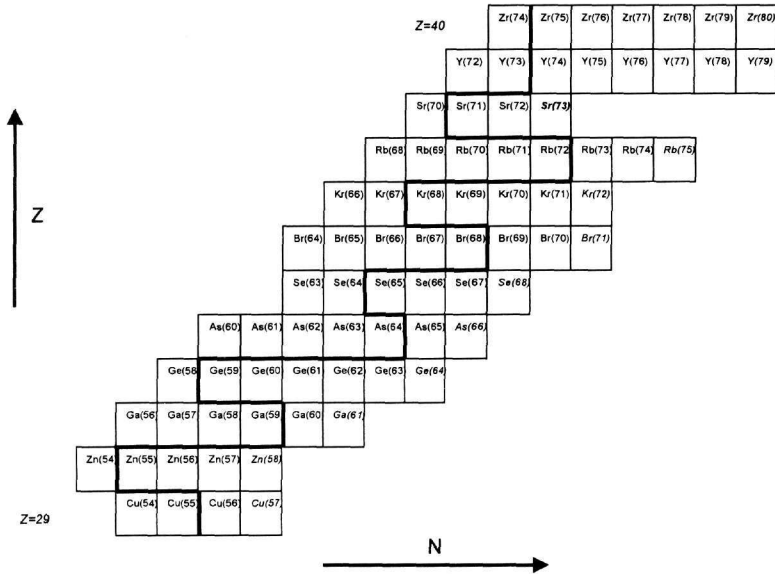 Z=40 Zr(74) Zr(75) Zr(76) Zr(77) Zr(78) Zr(79) Zr(80)
Y(72) Y(73) Y(74) Y(75) Y(76) Y(77) Y(78) Y(79)
Sr(70) Sr(71) Sr(72) Sr(73)
Rb(68) Rb(69) Rb(70) Rb(71) Rb(72) Rb(73) Rb(74) Rb(75)
Kr(66) Kr(67) Kr(68) Kr(69) Kr(70) Kr(71) Kr(72)
Z
Br(64) Br(65) Br(66) Br(67) Br(68) Br(69) Br(70) Br(71)
Se(63) Se(64) Se(65) Se(66) Se(67) Se(68)
As(60) As(61) As(62) As(63) As(64) As(65) As(66)
Ge(58) Ge(59) Ge(60) Ge(61) Ge(62) Ge(63) Ge(64)
Ga(56) Ga(57) Ga(58) Ga(59) Ga(60) Ga(61)
Zn(54) Zn(55) Zn(56) Zn(57) Zn(58)
Cu(54) Cu(55) Cu(56) Cu(57)
Z=29
N